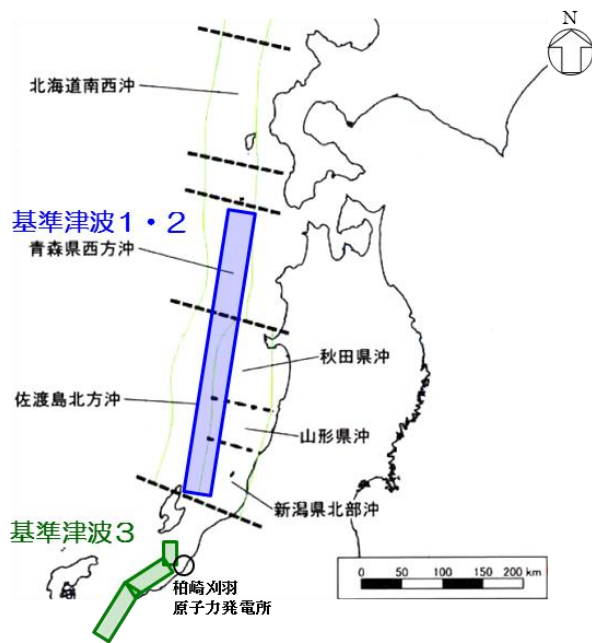 N
北海道南西沖
基準津波1・2
青森県西方沖
秋田県沖
佐渡島北方沖
山形県沖
新潟県北部沖
基準津波3
柏崎刈羽
原子力発電所
0 50 100 150 200 km